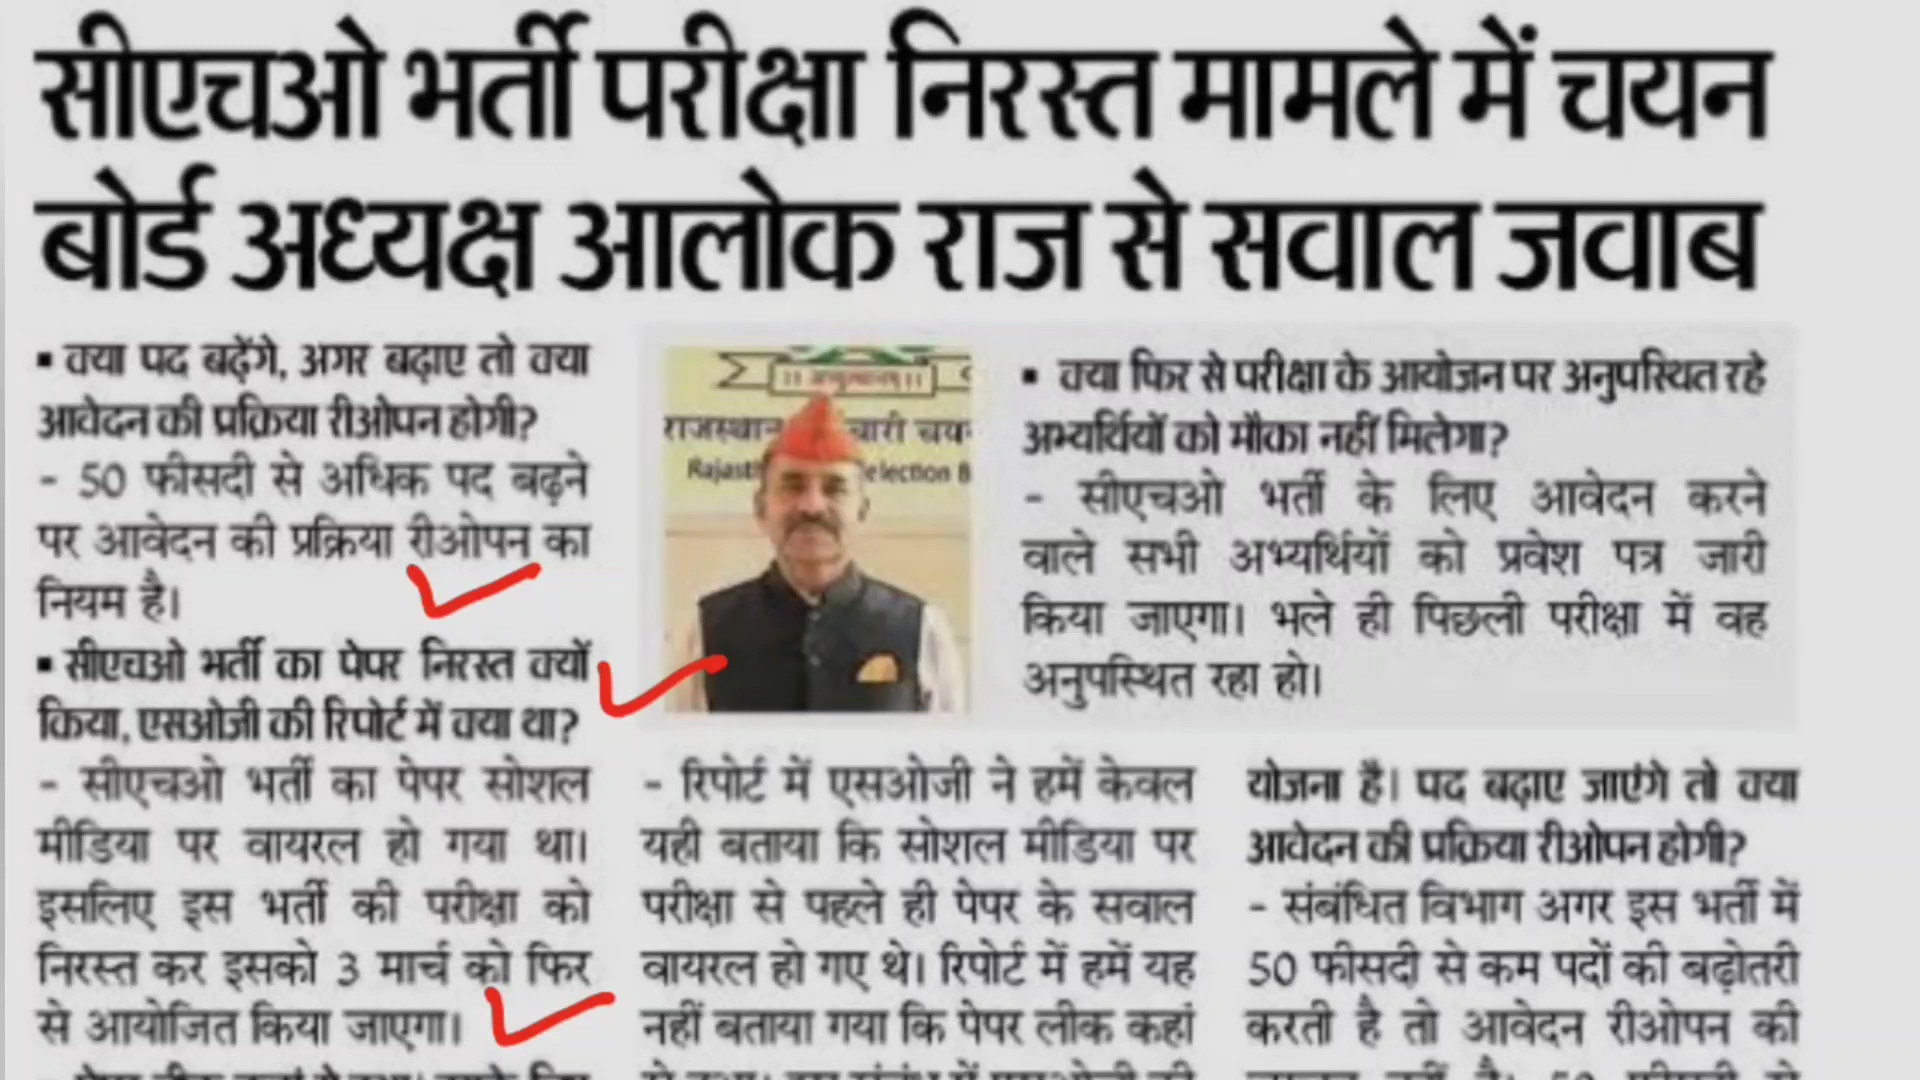 सीएचओ भर्ती परीक्षा निरस्त मामले में चयन
बोर्ड अध्यक्ष आलोक राज से सवाल जवाब
▪ क्या पद बढ़ेंगे, अगर बढ़ाए तो क्या
आवेदन की प्रक्रिया रीओपन होगी?
- 50 फीसदी से अधिक पद बढ़ने
पर आवेदन की प्रक्रिया रीओपन का
नियम है।
▪ सीएचओ भर्ती का पेपर निरस्त क्यों
किया, एसओजी की रिपोर्ट में क्या था?
- सीएचओ भर्ती का पेपर सोशल
मीडिया पर वायरल हो गया था।
इसलिए इस भर्ती की परीक्षा को
निरस्त कर इसको 3 मार्च को फिर
से आयोजित किया जाएगा।
राजस्थान
चारी चय
Rajast
election B
▪ क्या फिर से परीक्षा के आयोजन पर अनुपस्थित रहे
अभ्यर्थियों को मौका नहीं मिलेगा?
- सीएचओ भर्ती के लिए आवेदन करने
वाले सभी अभ्यर्थियों को प्रवेश पत्र जारी
किया जाएगा। भले ही पिछली परीक्षा में वह
अनुपस्थित रहा हो।
- रिपोर्ट में एसओजी ने हमें केवल
यही बताया कि सोशल मीडिया पर
परीक्षा से पहले ही पेपर के सवाल
वायरल हो गए थे। रिपोर्ट में हमें यह
नहीं बताया गया कि पेपर लीक कहां
योजना है। पद बढ़ाए जाएंगे तो क्या
आवेदन की प्रक्रिया रीओपन होगी?
- संबंधित विभाग अगर इस भर्ती में
50 फीसदी से कम पदों की बढ़ोतरी
करती है तो आवेदन रीओपन की